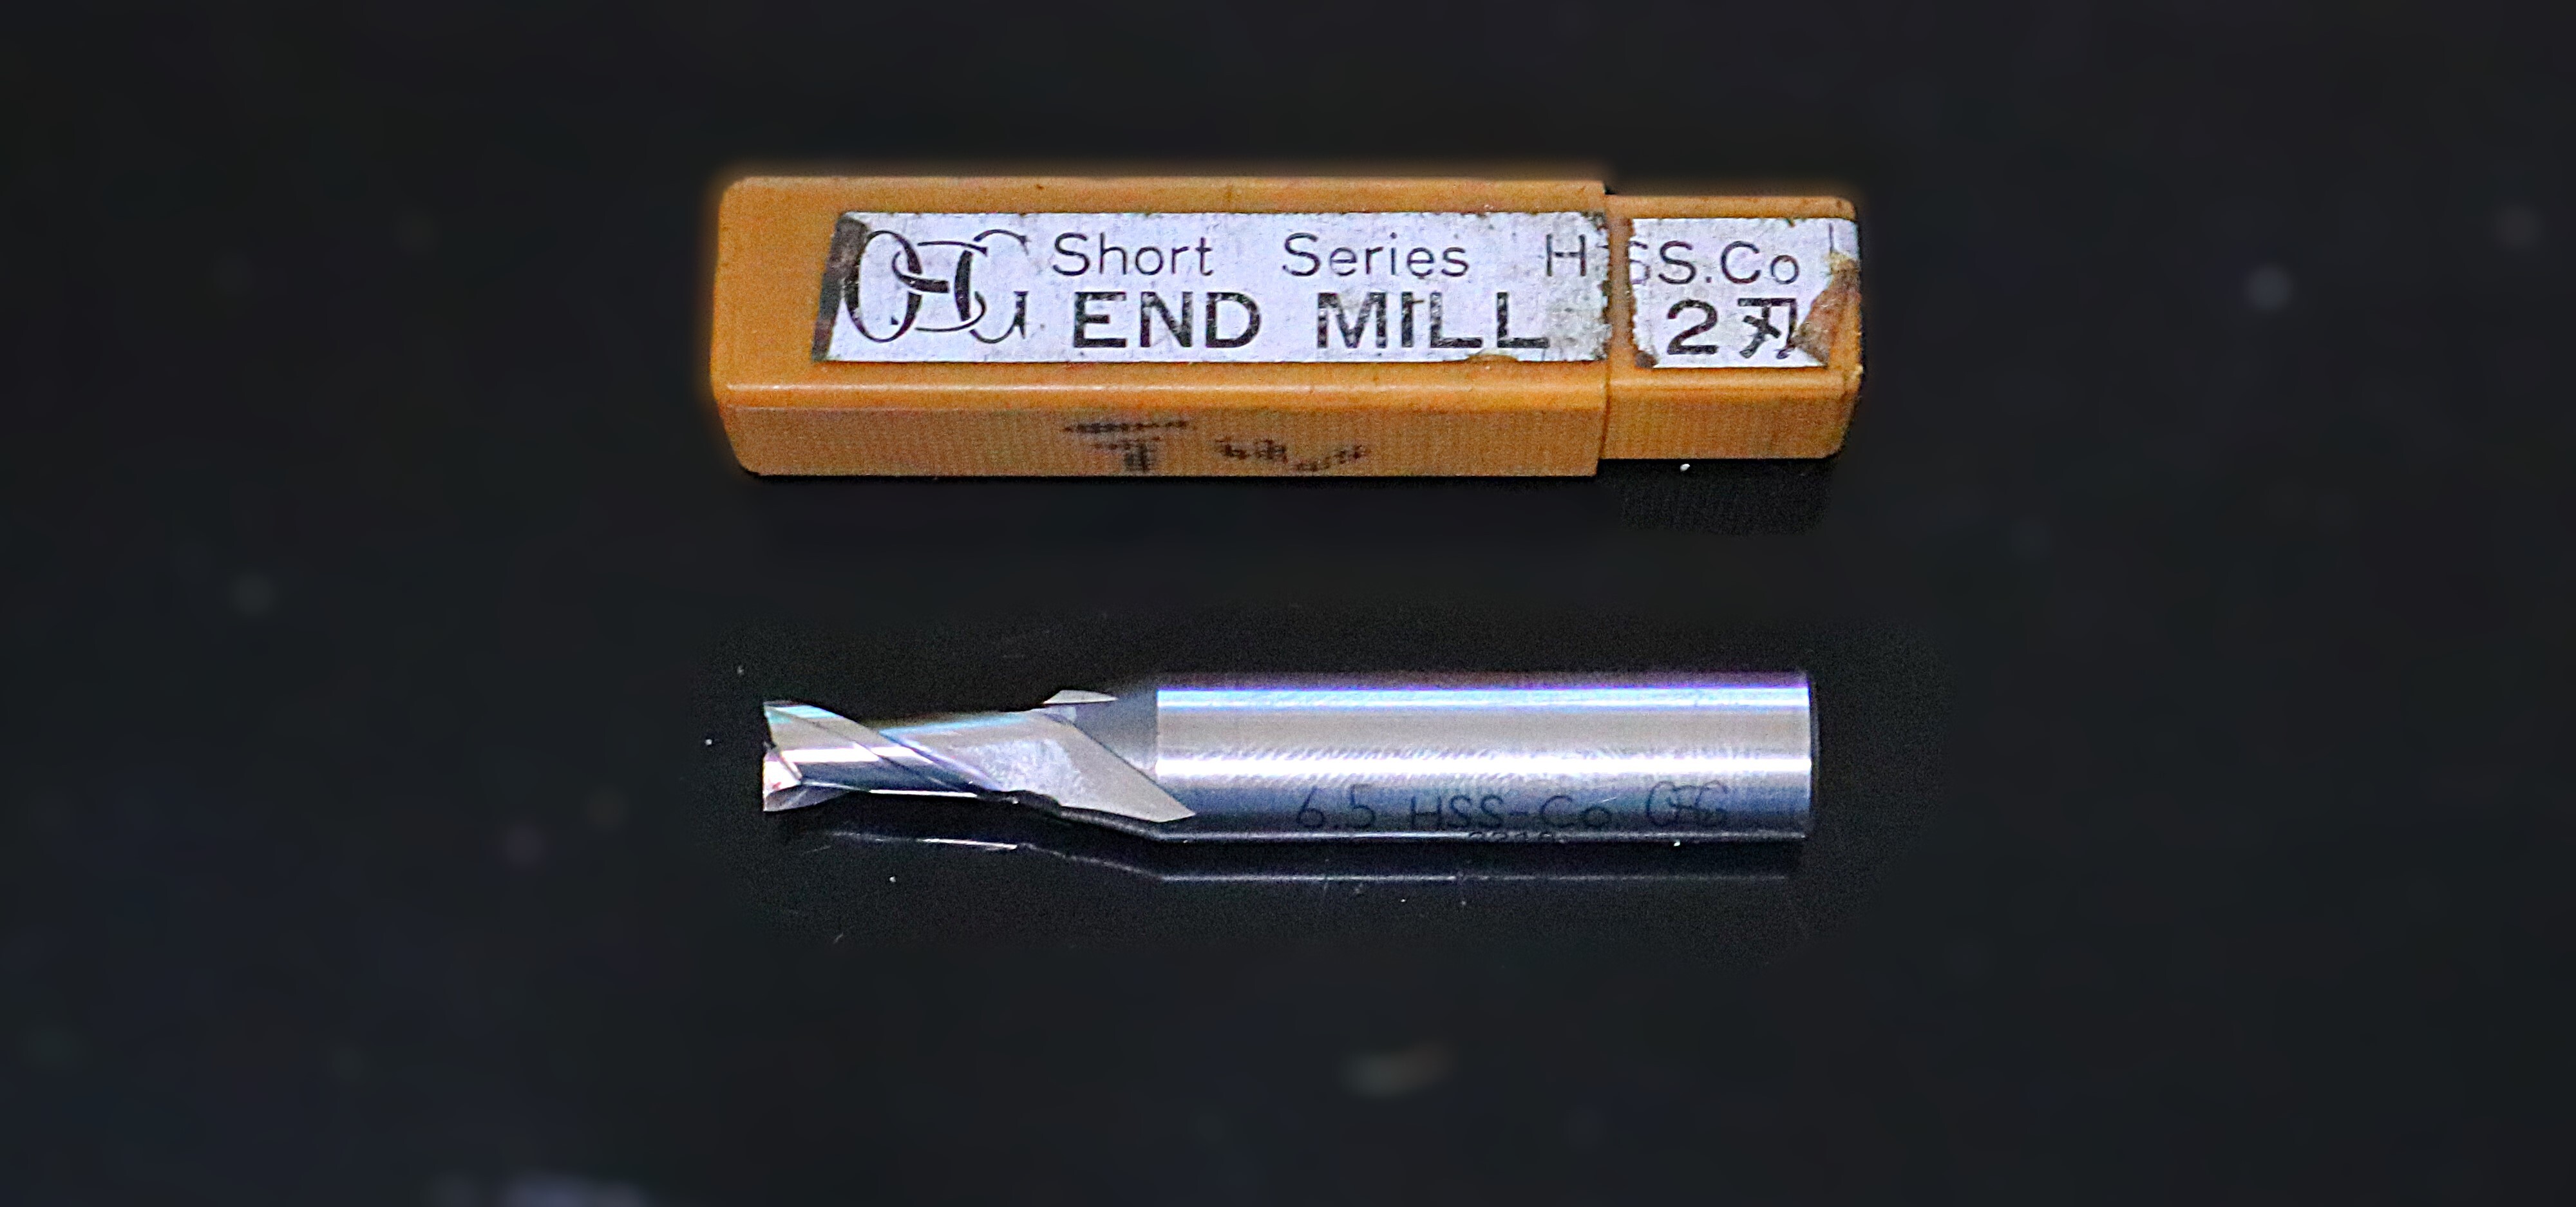 OSG Short Series HSS.Co
END MILL 2刃
6.5 HSS-Co OSG